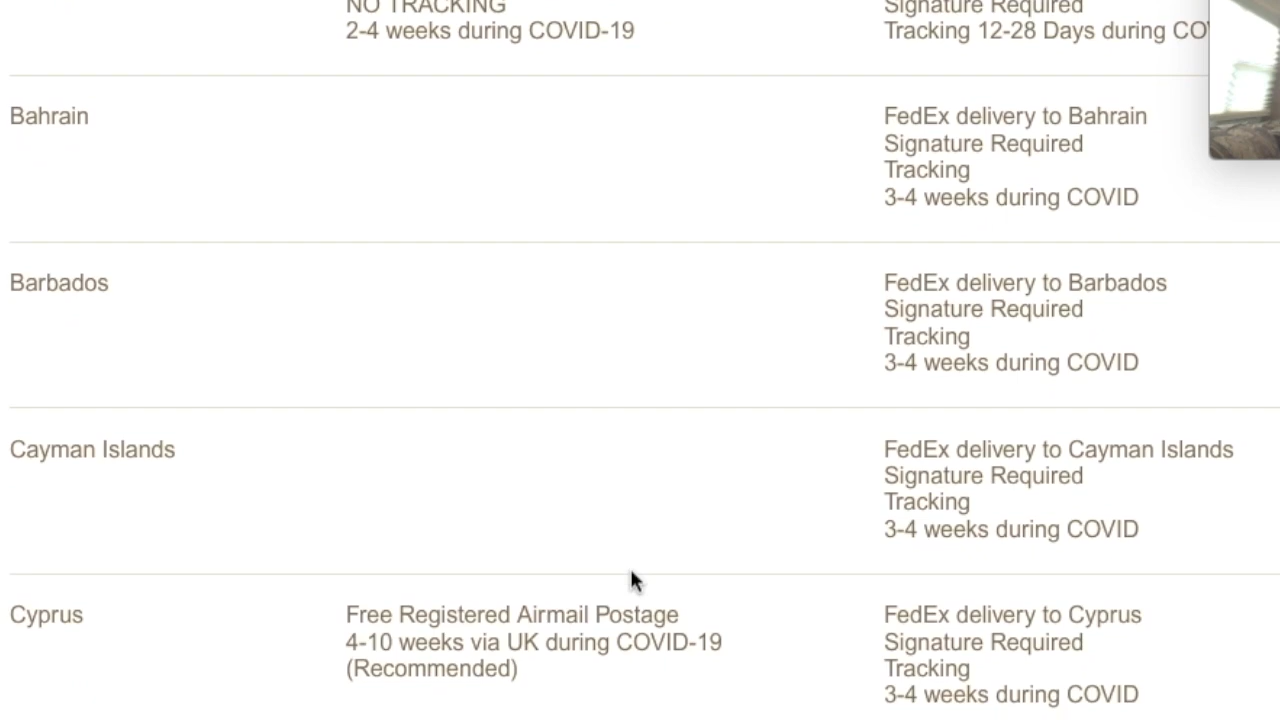 NO TRACKING
2-4 weeks during COVID-19
Signature Required
Tracking 12-28 Days during
Bahrain
FedEx delivery to Bahrain
Signature Required
Tracking
3-4 weeks during COVID
Barbados
FedEx delivery to Barbados
Signature Required
Tracking
3-4 weeks during COVID
Cayman Islands
FedEx delivery to Cayman Islands
Signature Required
Tracking
3-4 weeks during COVID
Cyprus
Free Registered Airmail Postage
4-10 weeks via UK during COVID-19
(Recommended)
FedEx delivery to Cyprus
Signature Required
Tracking
3-4 weeks during COVID